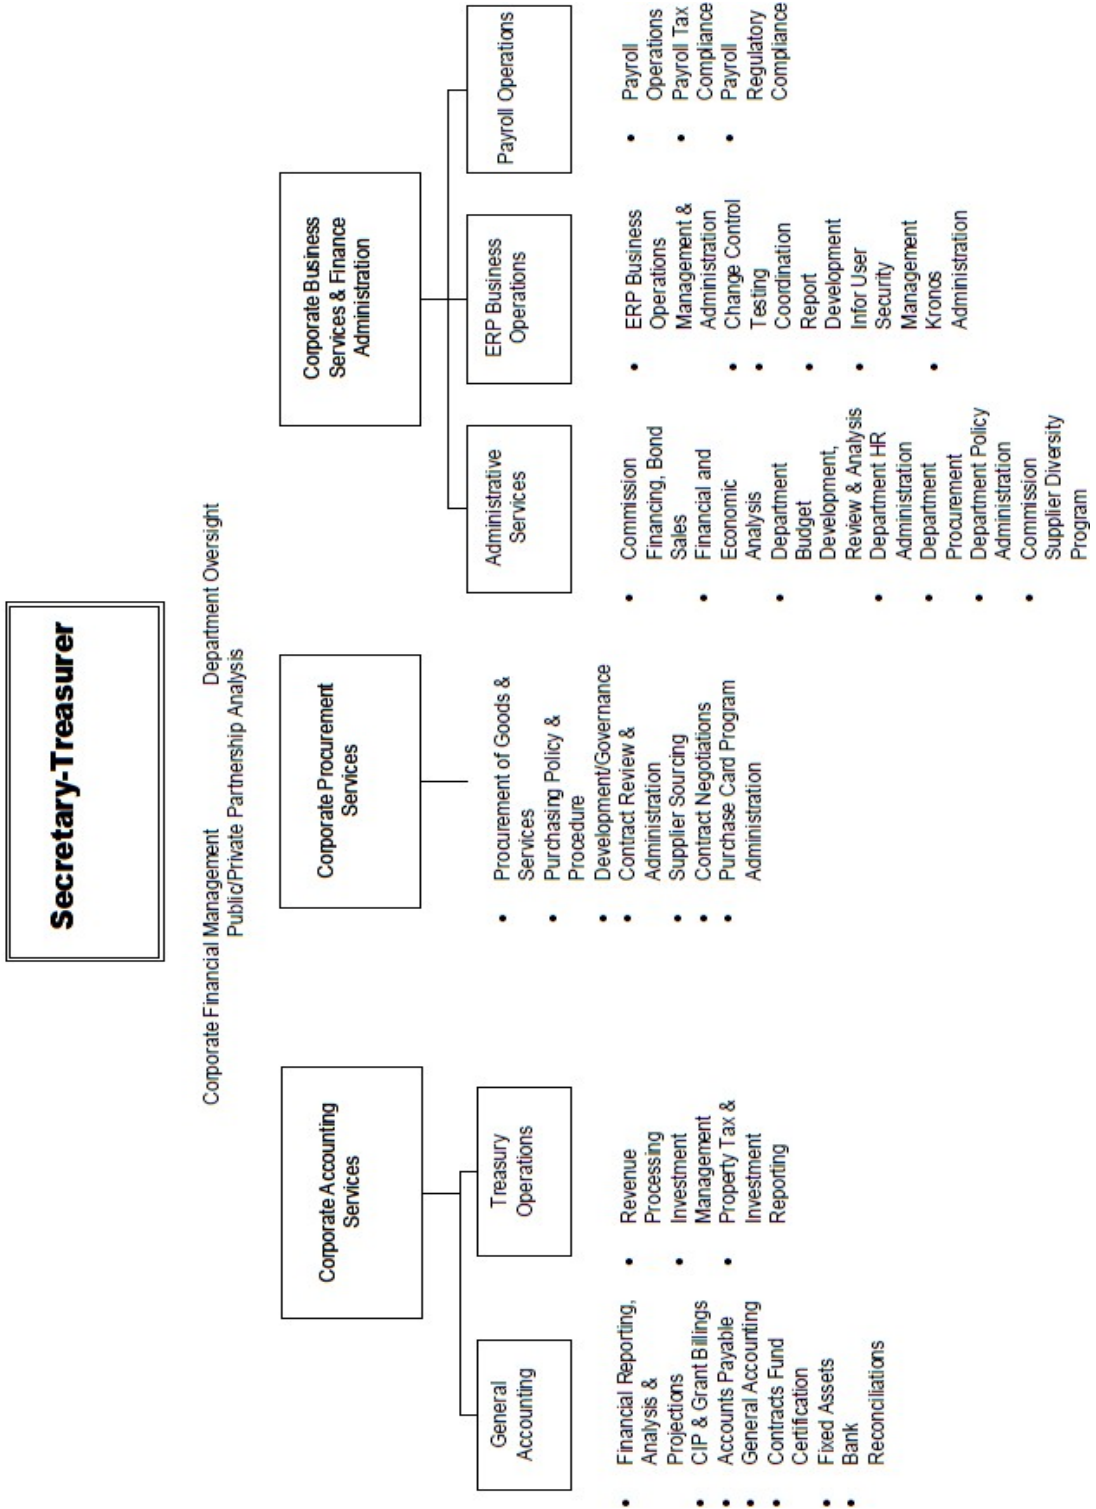 Secretary-Treasurer
Corporate Financial Management Department Oversight
Public/Private Partnership Analysis
Corporate Accounting
Services
General
Accounting
• Financial Reporting,
Analysis &
Projections
• CIP & Grant Billings
• Accounts Payable
• General Accounting
• Contracts Fund
Certification
• Fixed Assets
• Bank
Reconciliations
Treasury
Operations
• Revenue
Processing
• Investment
Management
• Property Tax &
Investment
Reporting
Corporate Procurement
Services
• Procurement of Goods &
Services
• Purchasing Policy &
Procedure
• Development/Governance
• Contract Review &
Administration
• Supplier Sourcing
• Contract Negotiations
• Purchase Card Program
Administration
Corporate Business
Services & Finance
Administration
Administrative
Services
• Commission
Financing, Bond
Sales
• Financial and
Economic
Analysis
• Department
Budget
Development,
Review & Analysis
• Department HR
Administration
• Department
Procurement
• Department Policy
Administration
• Commission
Supplier Diversity
Program
ERP Business
Operations
• ERP Business
Operations
Management &
Administration
• Change Control
• Testing
Coordination
• Report
Development
• Infor User
Security
Management
• Kronos
Administration
Payroll Operations
• Payroll
Operations
• Payroll Tax
Compliance
• Payroll
Regulatory
Compliance